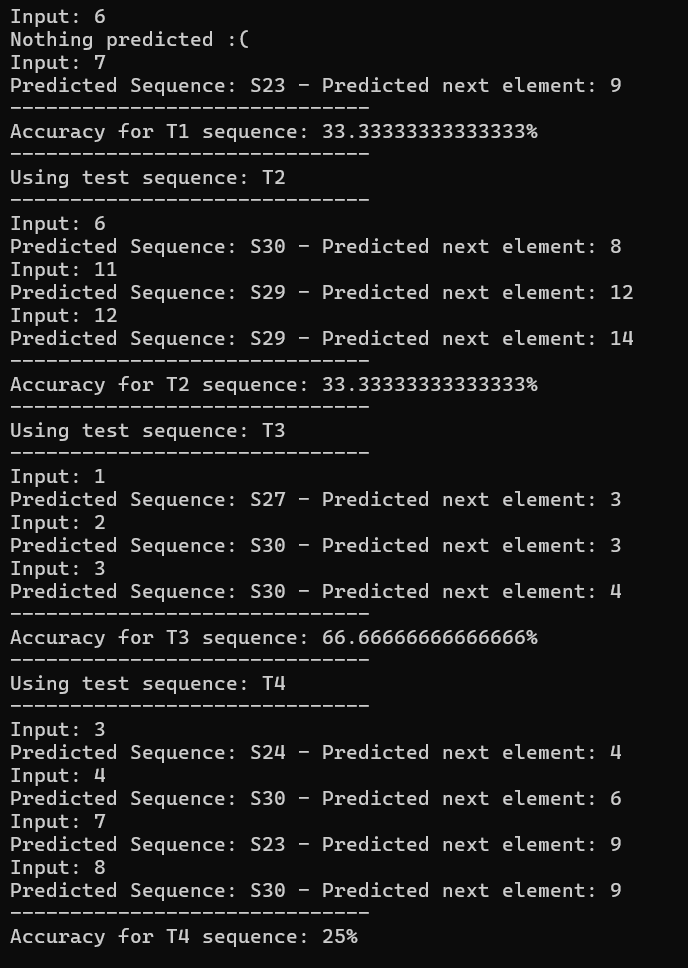 Input: 6
Nothing predicted :(
Input: 7
Predicted Sequence: S23 - Predicted next element: 9
------------------------------
Accuracy for T1 sequence: 33.33333333333333%
------------------------------
Using test sequence: T2
------------------------------
Input: 6
Predicted Sequence: S30 - Predicted next element: 8
Input: 11
Predicted Sequence: S29 - Predicted next element: 12
Input: 12
Predicted Sequence: S29 - Predicted next element: 14
------------------------------
Accuracy for T2 sequence: 33.33333333333333%
------------------------------
Using test sequence: T3
------------------------------
Input: 1
Predicted Sequence: S27 - Predicted next element: 3
Input: 2
Predicted Sequence: S30 - Predicted next element: 3
Input: 3
Predicted Sequence: S30 - Predicted next element: 4
------------------------------
Accuracy for T3 sequence: 66.66666666666666%
------------------------------
Using test sequence: T4
------------------------------
Input: 3
Predicted Sequence: S24 - Predicted next element: 4
Input: 4
Predicted Sequence: S30 - Predicted next element: 6
Input: 7
Predicted Sequence: S23 - Predicted next element: 9
Input: 8
Predicted Sequence: S30 - Predicted next element: 9
------------------------------
Accuracy for T4 sequence: 25%